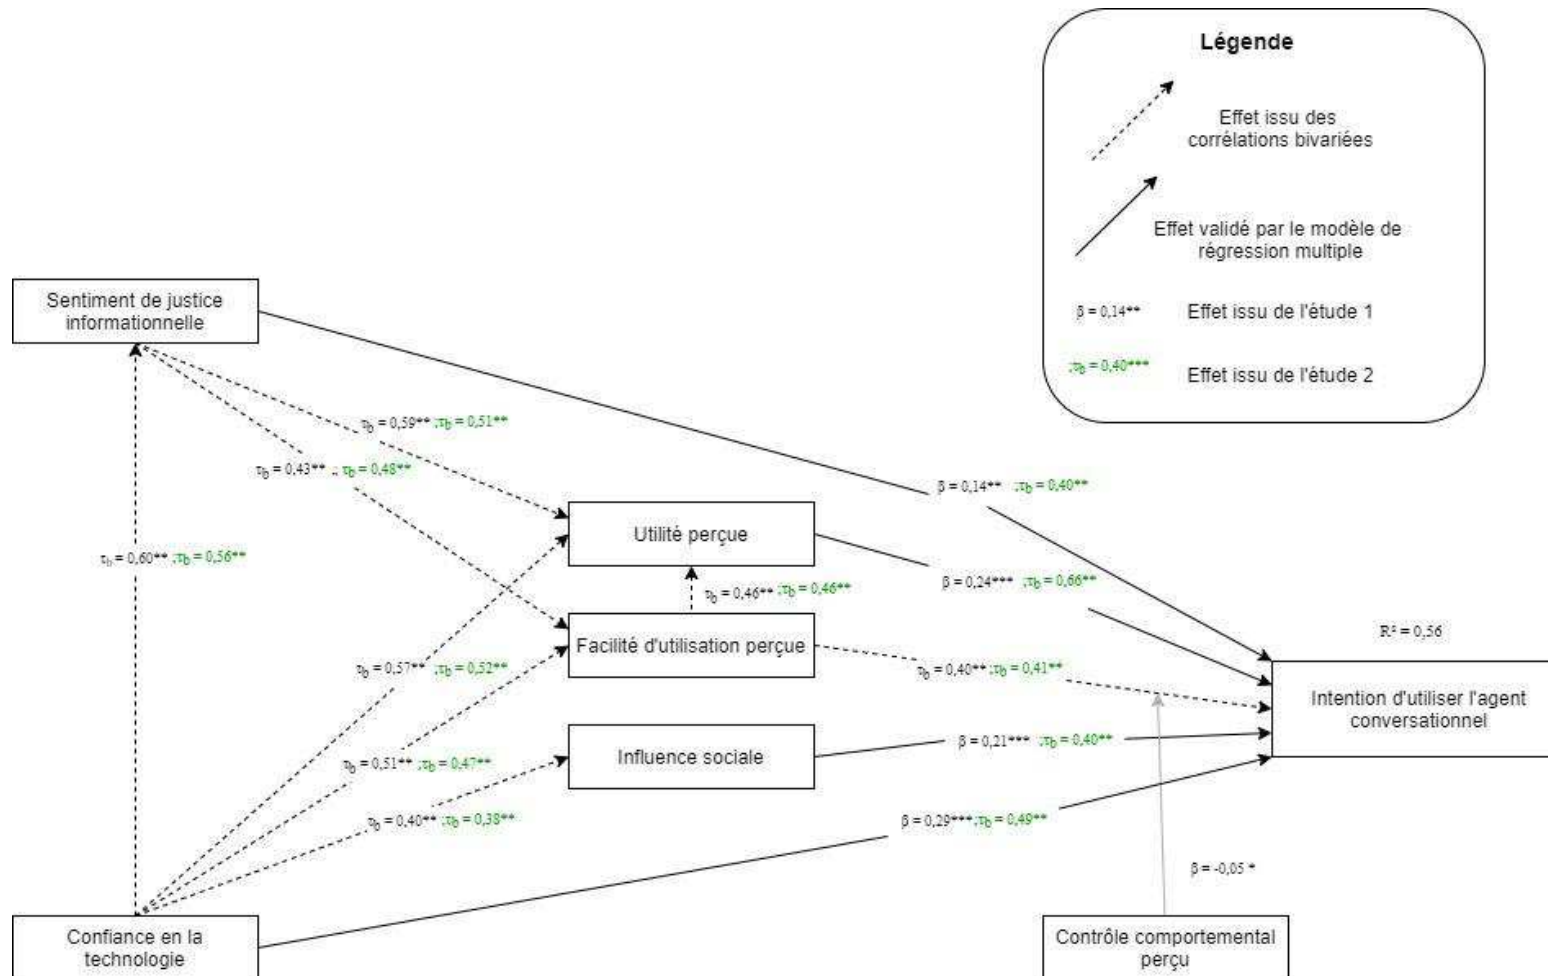 Légende
Effet issu des
corrélations bivariées
Effet validé par le modèle de
régression multiple
β = 0,14** Effet issu de l'étude 1
;τb = 0,40*** Effet issu de l'étude 2
Sentiment de justice
informationnelle
τb = 0,59** ;τb = 0,51**
τb = 0,43** ; τb = 0,48**
β = 0,14** ;τb = 0,40**
Utilité perçue
τb = 0,60** ;τb = 0,56**
β = 0,24*** ;τb = 0,66**
τb = 0,46** ;τb = 0,46**
Facilité d'utilisation perçue
R² = 0,56
τb = 0,57** ;τb = 0,52**
τb = 0,40** ;τb = 0,41**
Intention d'utiliser l'agent
conversationnel
Influence sociale
β = 0,21*** ;τb = 0,40**
τb = 0,51** ;τb = 0,47**
τb = 0,40** ;τb = 0,38**
β = 0,29*** ;τb = 0,49**
β = -0,05 *
Confiance en la
technologie
Contrôle comportemental
perçu